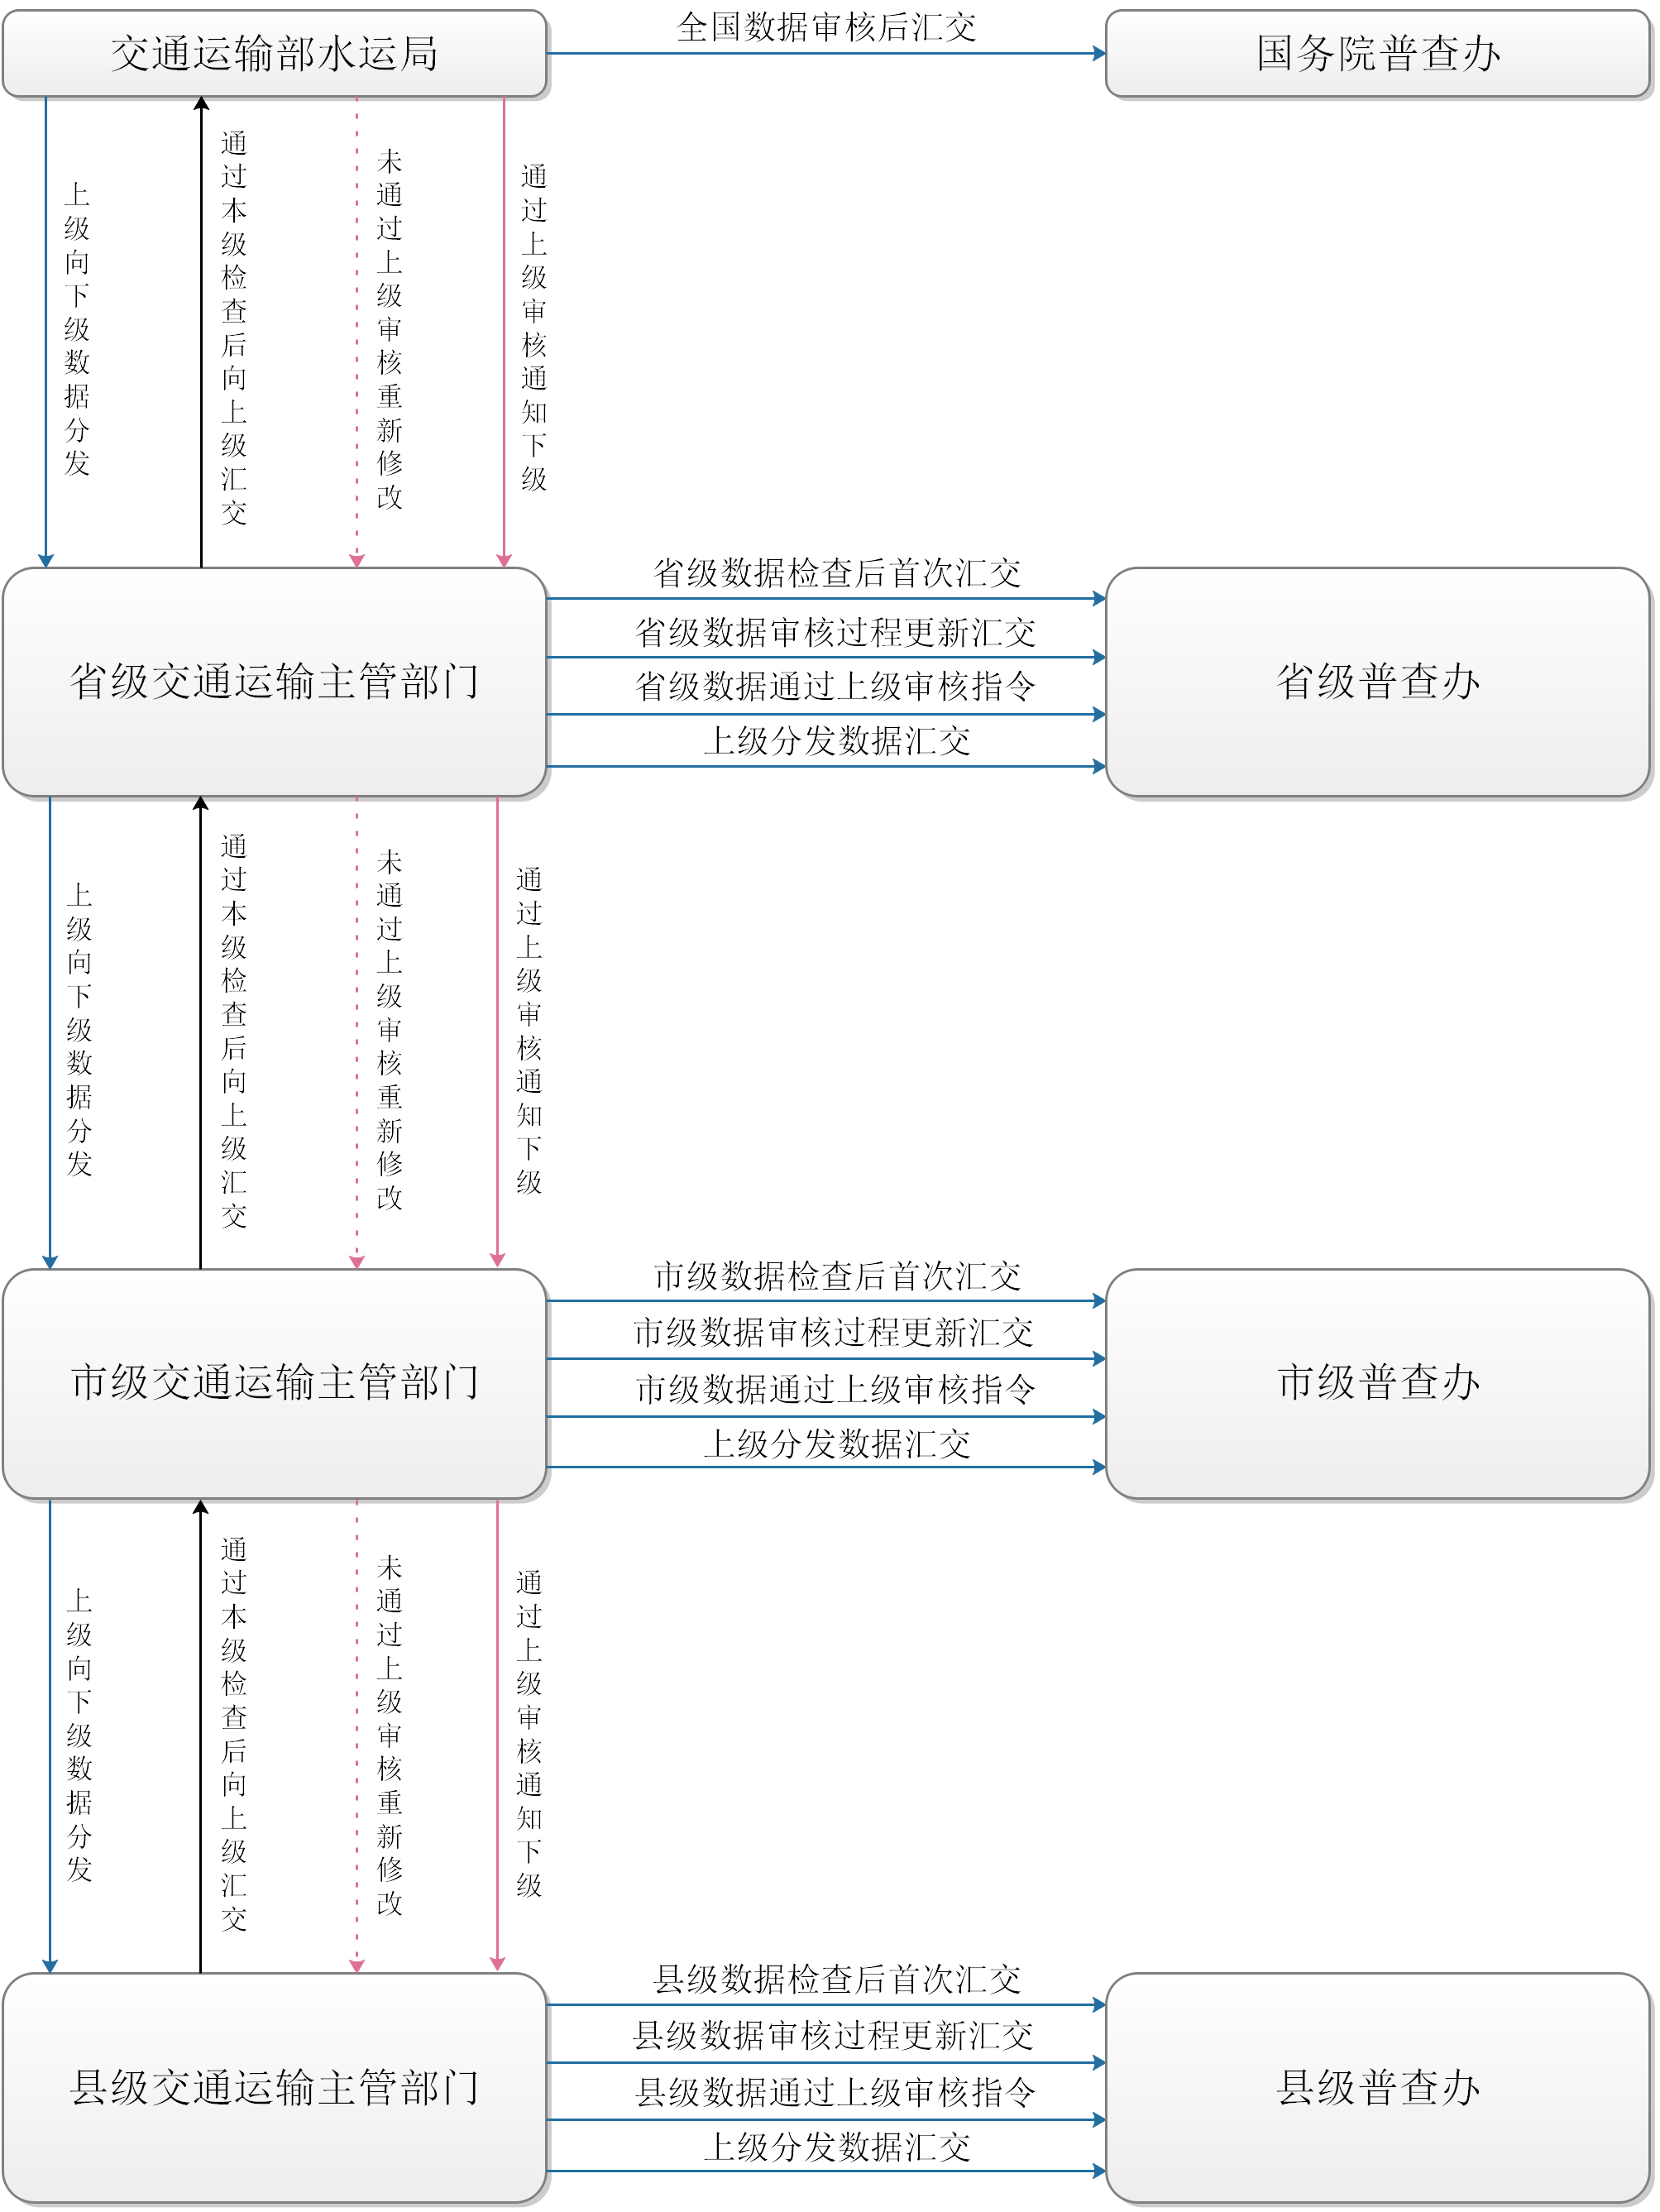 交通运输部水运局
全国数据审核后汇交
国务院普查办
上级向下级数据分发
通过本级检查后向上级汇交
未通过上级审核重新修改
通过上级审核通知下级
省级交通运输主管部门
省级数据检查后首次汇交
省级数据审核过程更新汇交
省级数据通过上级审核指令
上级分发数据汇交
省级普查办
上级向下级数据分发
通过本级检查后向上级汇交
未通过上级审核重新修改
通过上级审核通知下级
市级交通运输主管部门
市级数据检查后首次汇交
市级数据审核过程更新汇交
市级数据通过上级审核指令
上级分发数据汇交
市级普查办
上级向下级数据分发
通过本级检查后向上级汇交
未通过上级审核重新修改
通过上级审核通知下级
县级交通运输主管部门
县级数据检查后首次汇交
县级数据审核过程更新汇交
县级数据通过上级审核指令
上级分发数据汇交
县级普查办